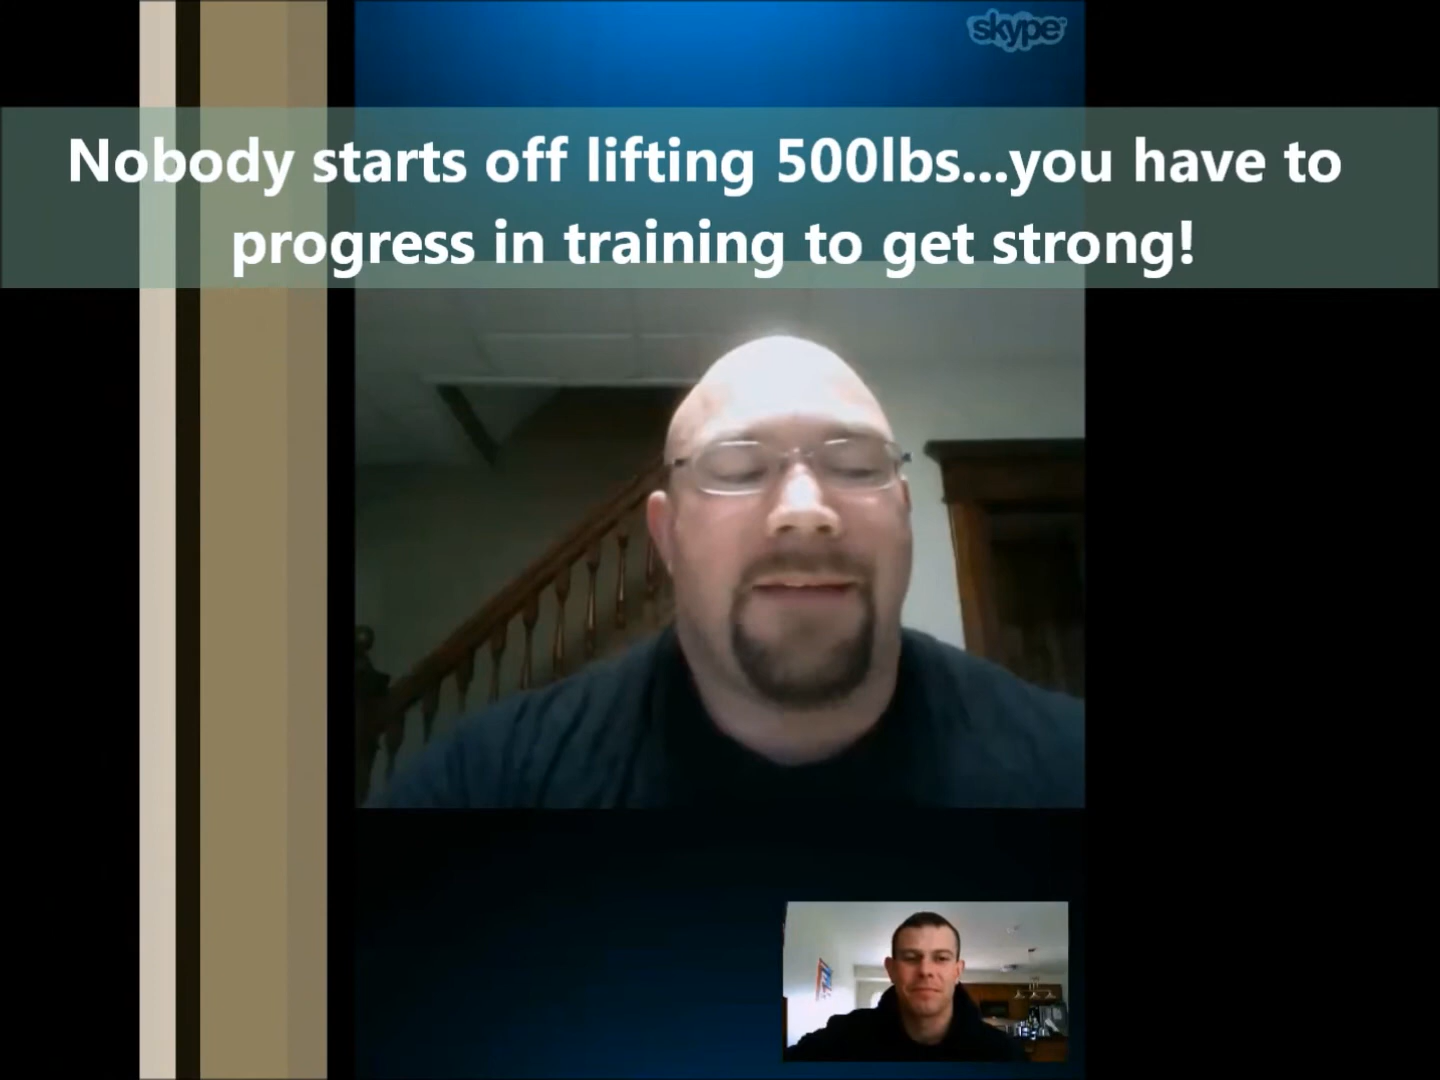 skype
Nobody starts off lifting 500lbs...you have to
progress in training to get strong!